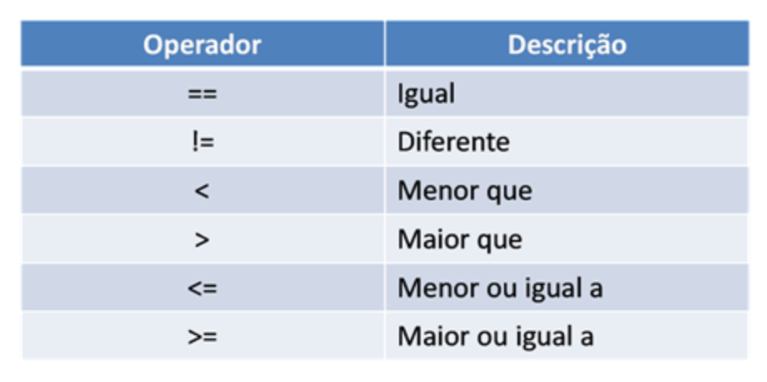 Operador Descrição
== Igual
!= Diferente
< Menor que
> Maior que
<= Menor ou igual a
>= Maior ou igual a